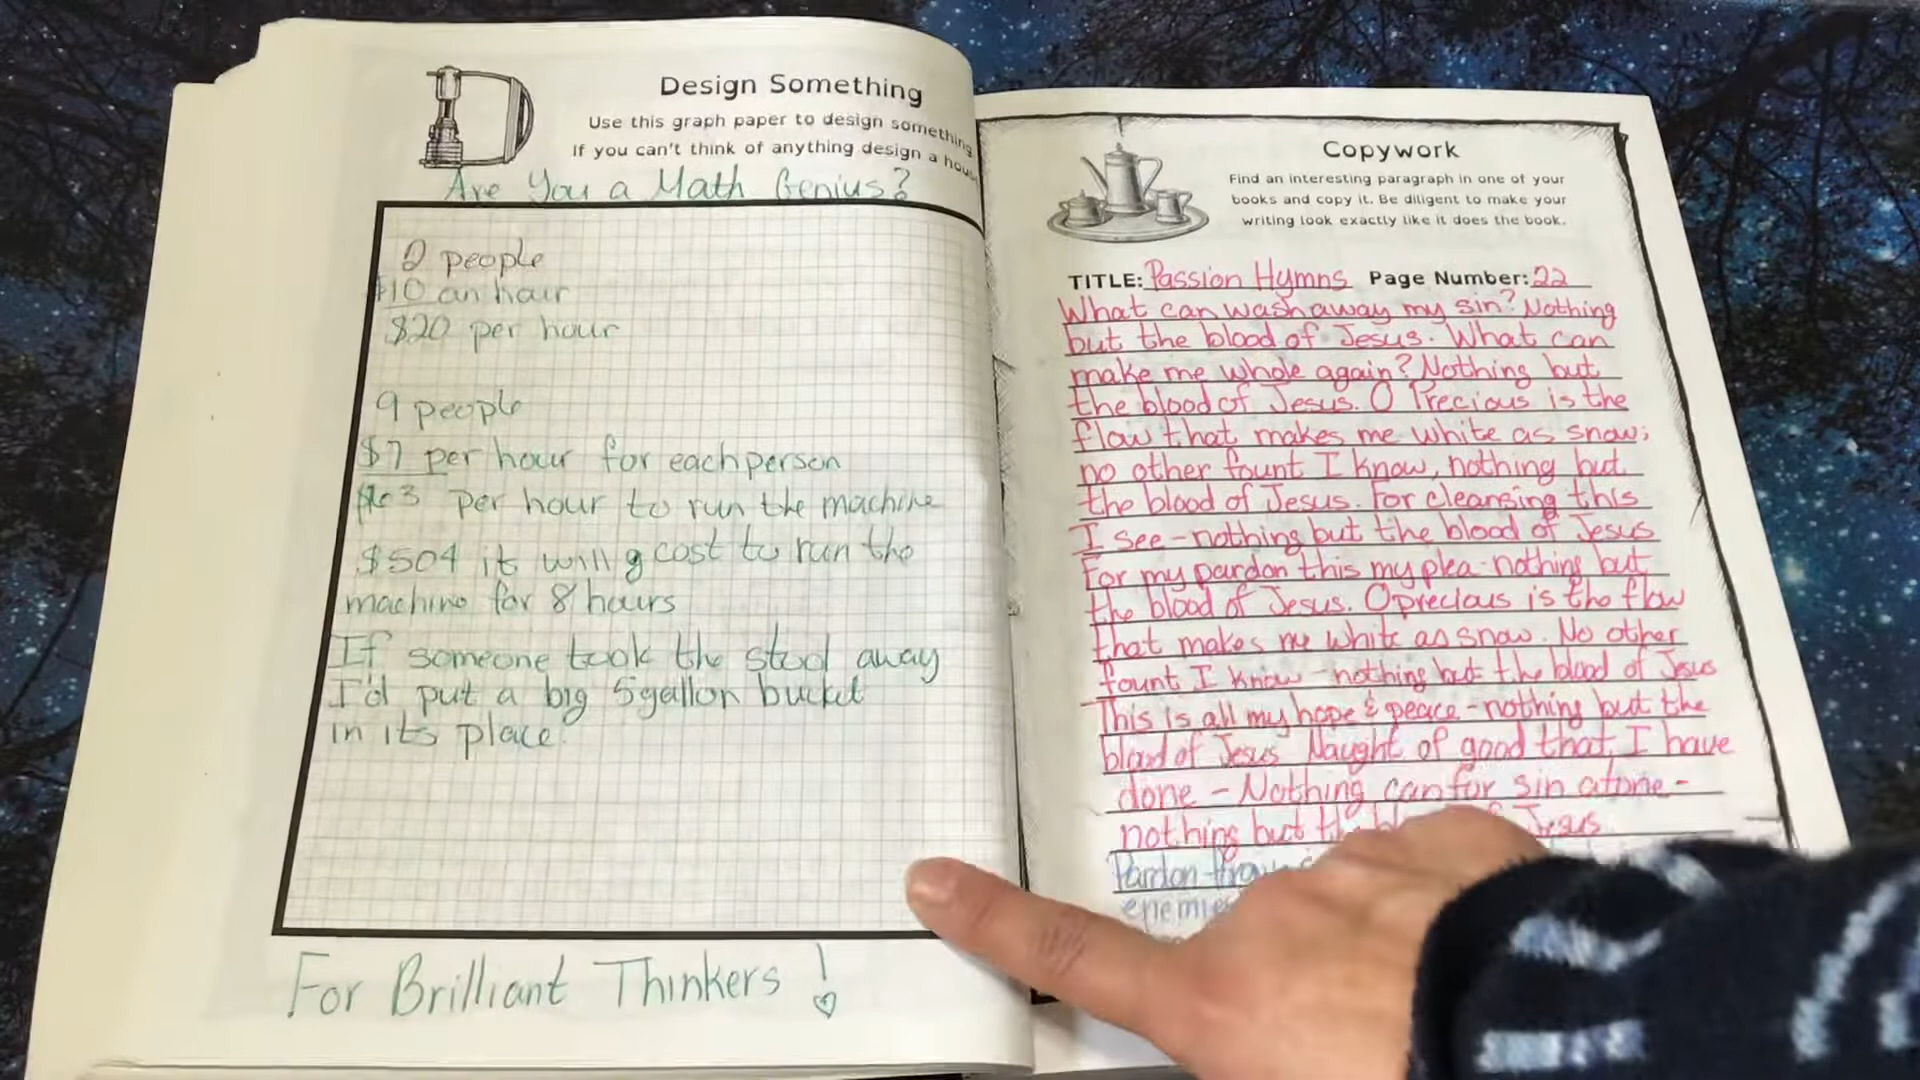 Design Something
Use this graph paper to design something
If you can't think of anything design a hous
Are You a Math Genius?
2 people
$10 an hour
$20 per hour
9 people
$7 per hour for each person
63 per hour to run the machine
$504 it will cost to run the
machine for 8 hours
If someone took the stool away
I'd put a big 5gallon bucket
in its place.
For Brilliant Thinkers!
Copywork
Find an interesting paragraph in one of your
books and copy it. Be diligent to make your
writing look exactly like it does the book.
TITLE: Passion Hymns Page Number: 22
What can wash away my sin? Nothing
but the blood of Jesus. What can
make me whole again? Nothing but
the blood of Jesus. O Precious is the
flow that makes me white as snow;
no other fount I know, nothing but
the blood of Jesus. For cleansing this
I see - nothing but the blood of Jesus
For my pardon this my plea - nothing but
the blood of Jesus. O precious is the flow
that makes me white as snow. No other
fount I know - nothing but the blood of Jesus
This is all my hope & peace - nothing but the
blood of Jesus Naught of good that I have
done - Nothing can for sin atone -
nothing but the Jesus.
Pardon
enemies